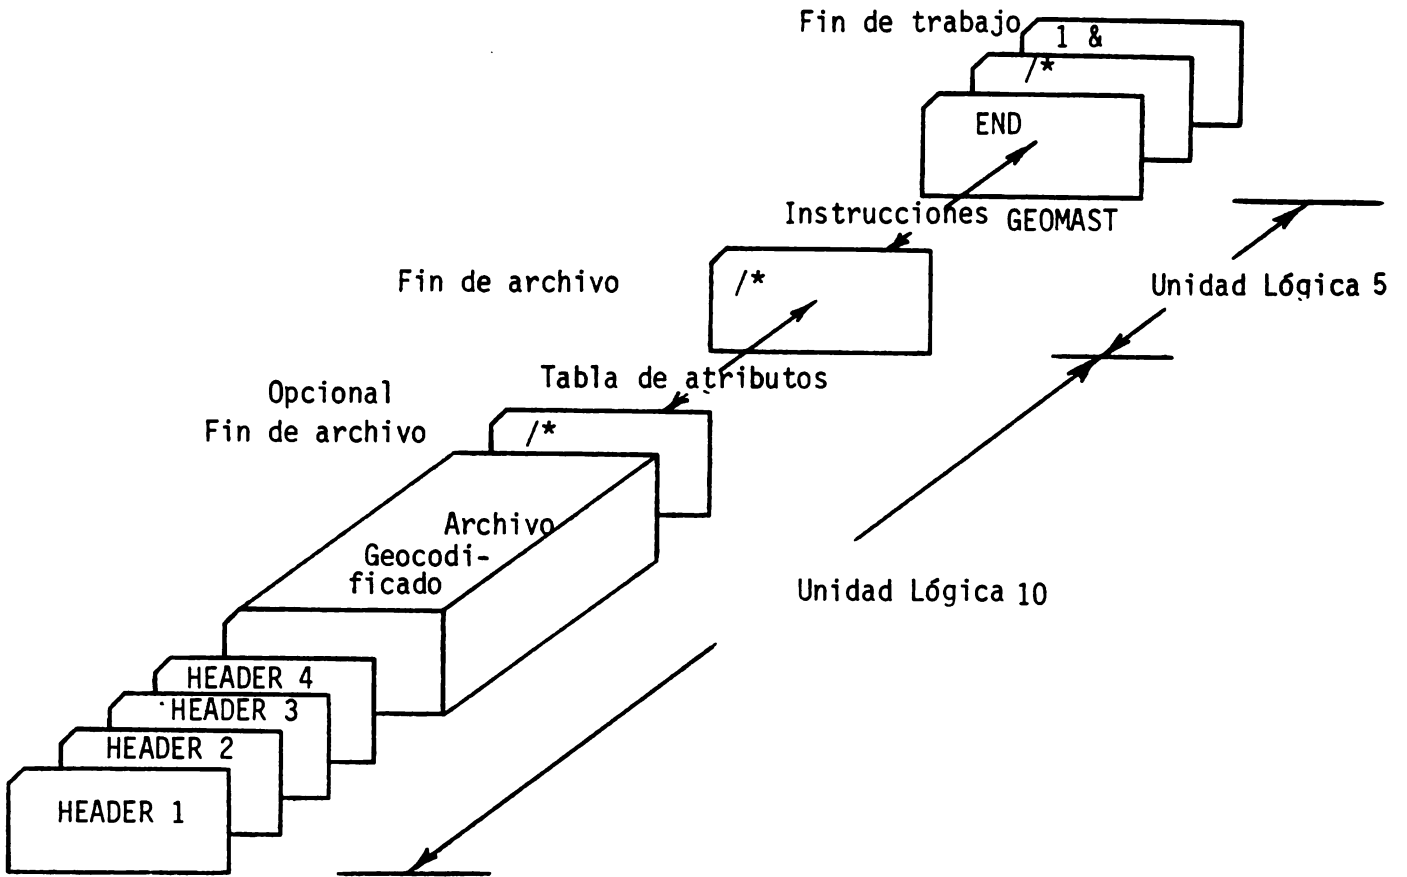 Fin de trabajo
1 &
/*
END
Instrucciones GEOMAST
Fin de archivo
/*
Unidad Lógica 5
Tabla de atributos
Opcional
Fin de archivo
/*
Archivo
Geocodi-
ficado
Unidad Lógica 10
HEADER 4
HEADER 3
HEADER 2
HEADER 1